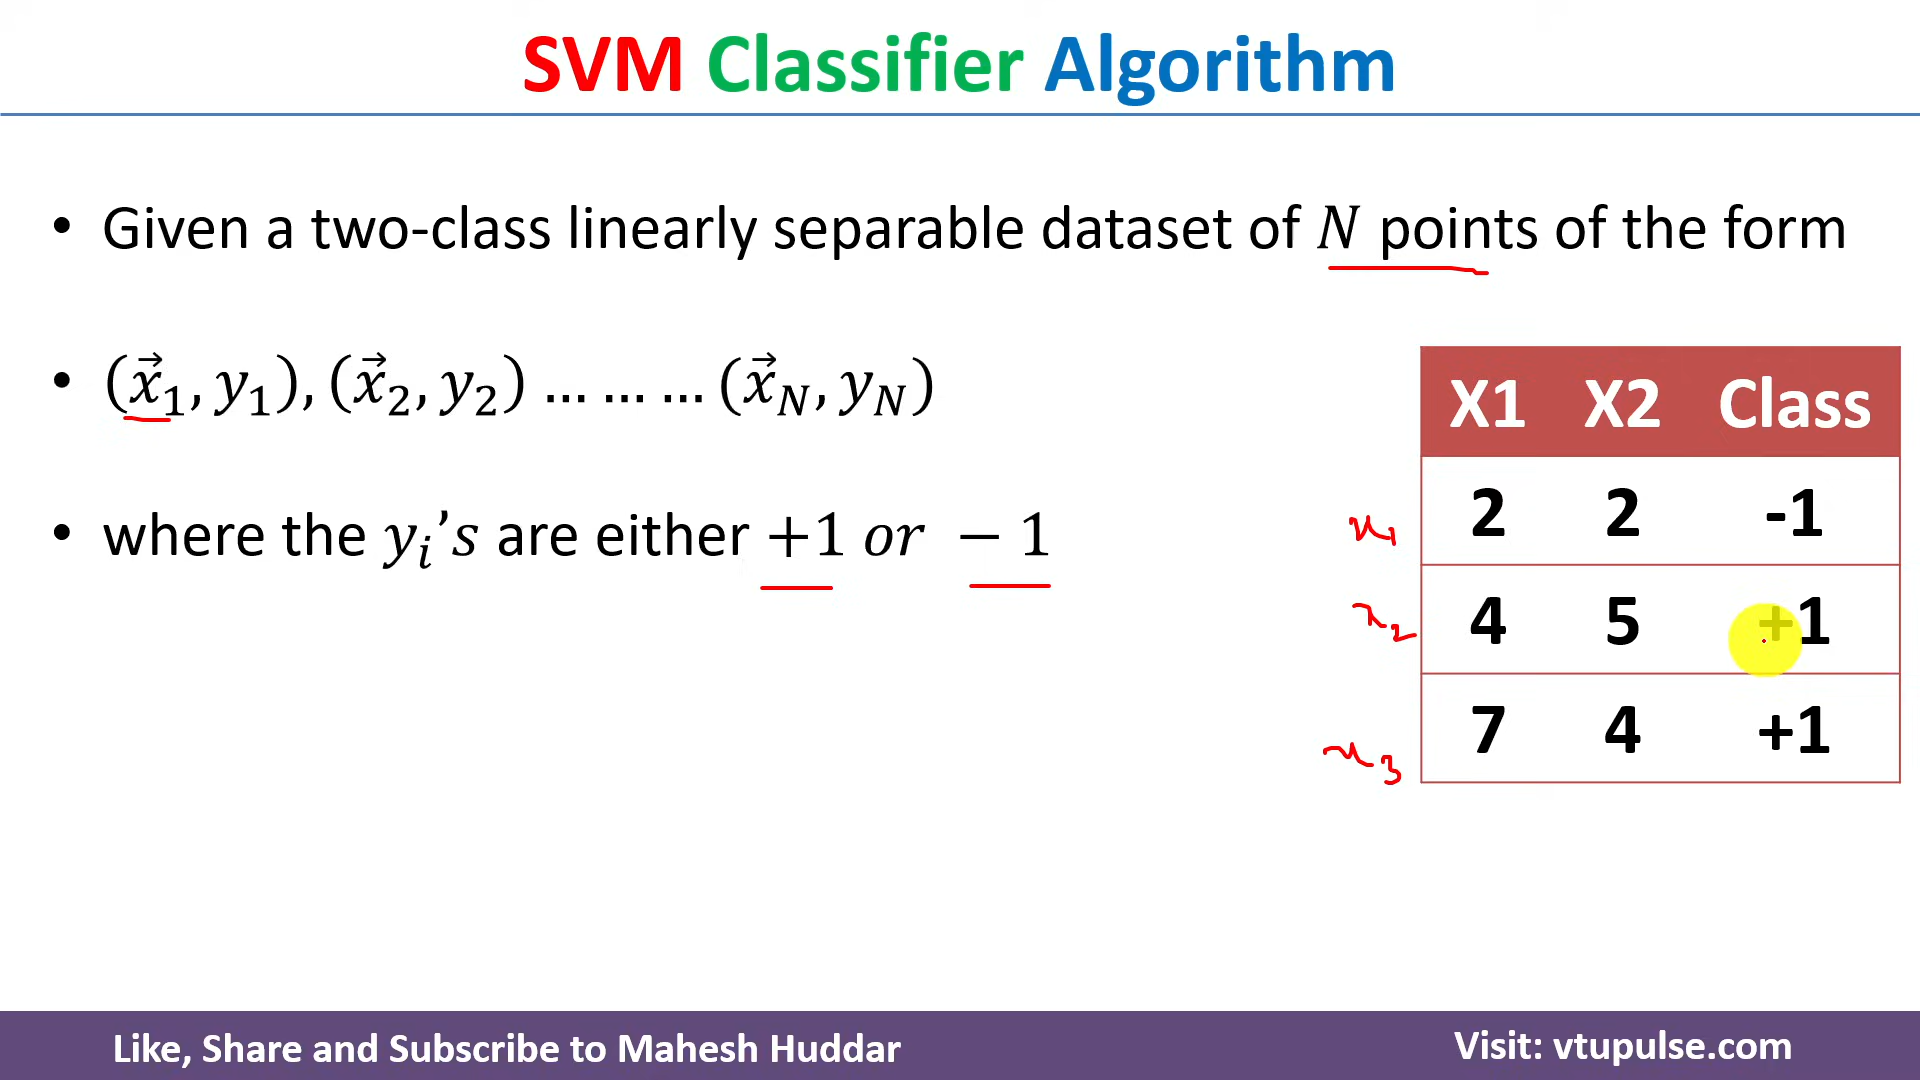 SVM Classifier Algorithm
• Given a two-class linearly separable dataset of N points of the form
• (x⃗₁, y₁), (x⃗₂, y₂) … … … (x⃗_N, y_N)
• where the yᵢ's are either +1 or − 1
X1 X2 Class
x₁ 2 2 -1
x₂ 4 5 +1
x₃ 7 4 +1
Like, Share and Subscribe to Mahesh Huddar
Visit: vtupulse.com